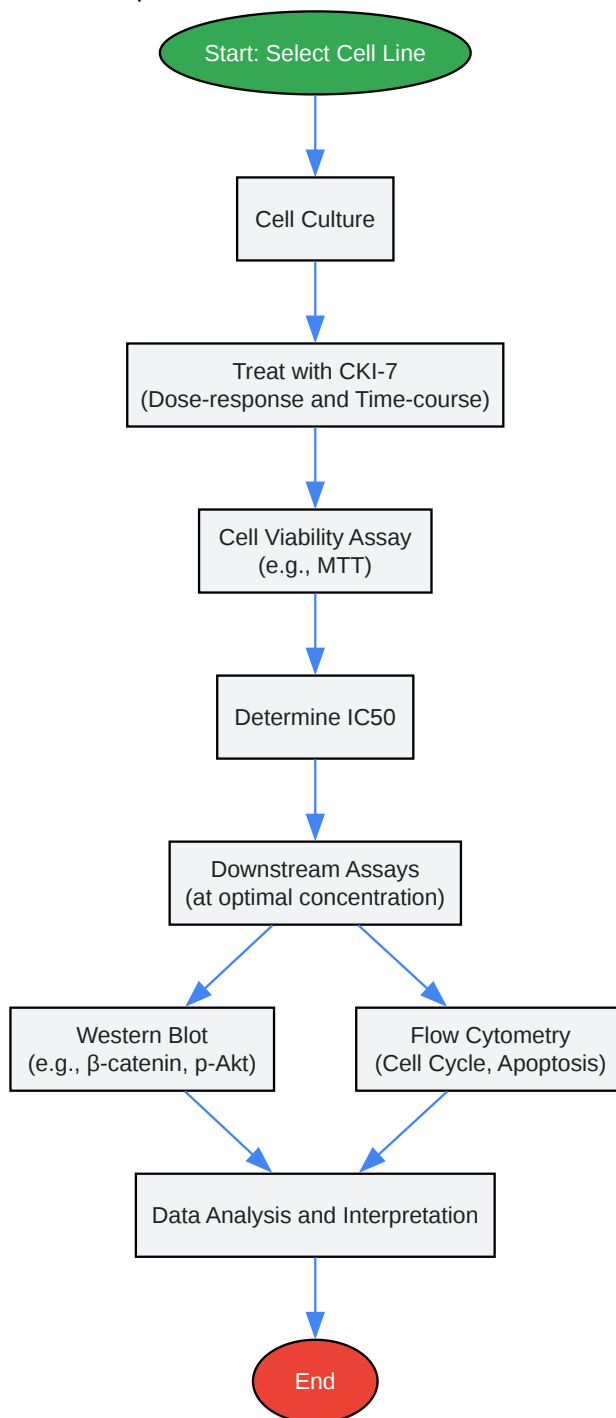 Start: Select Cell Line
Cell Culture
Treat with CKI-7
(Dose-response and Time-course)
Cell Viability Assay
(e.g., MTT)
Determine IC50
Downstream Assays
(at optimal concentration)
Western Blot
(e.g., β-catenin, p-Akt)
Flow Cytometry
(Cell Cycle, Apoptosis)
Data Analysis and Interpretation
End